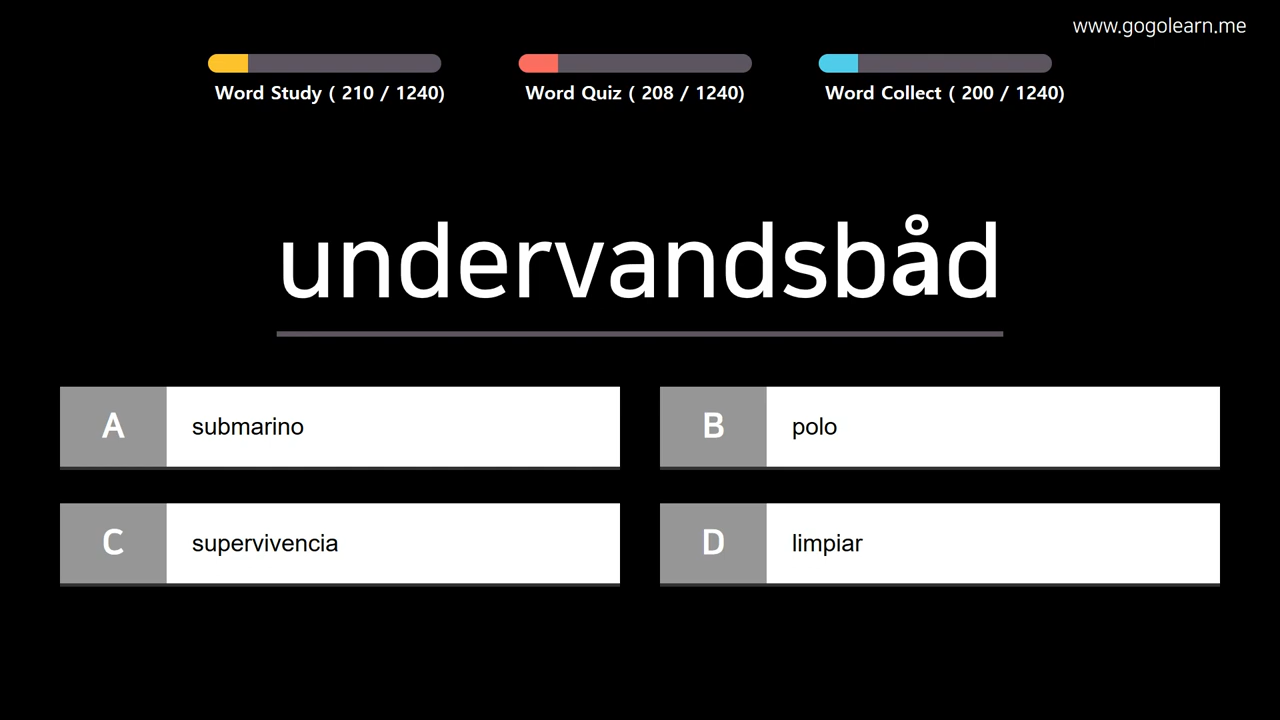 www.gogolearn.me
Word Study ( 210 / 1240)
Word Quiz ( 208 / 1240)
Word Collect ( 200 / 1240)
undervandsbåd
A submarino
B polo
C supervivencia
D limpiar